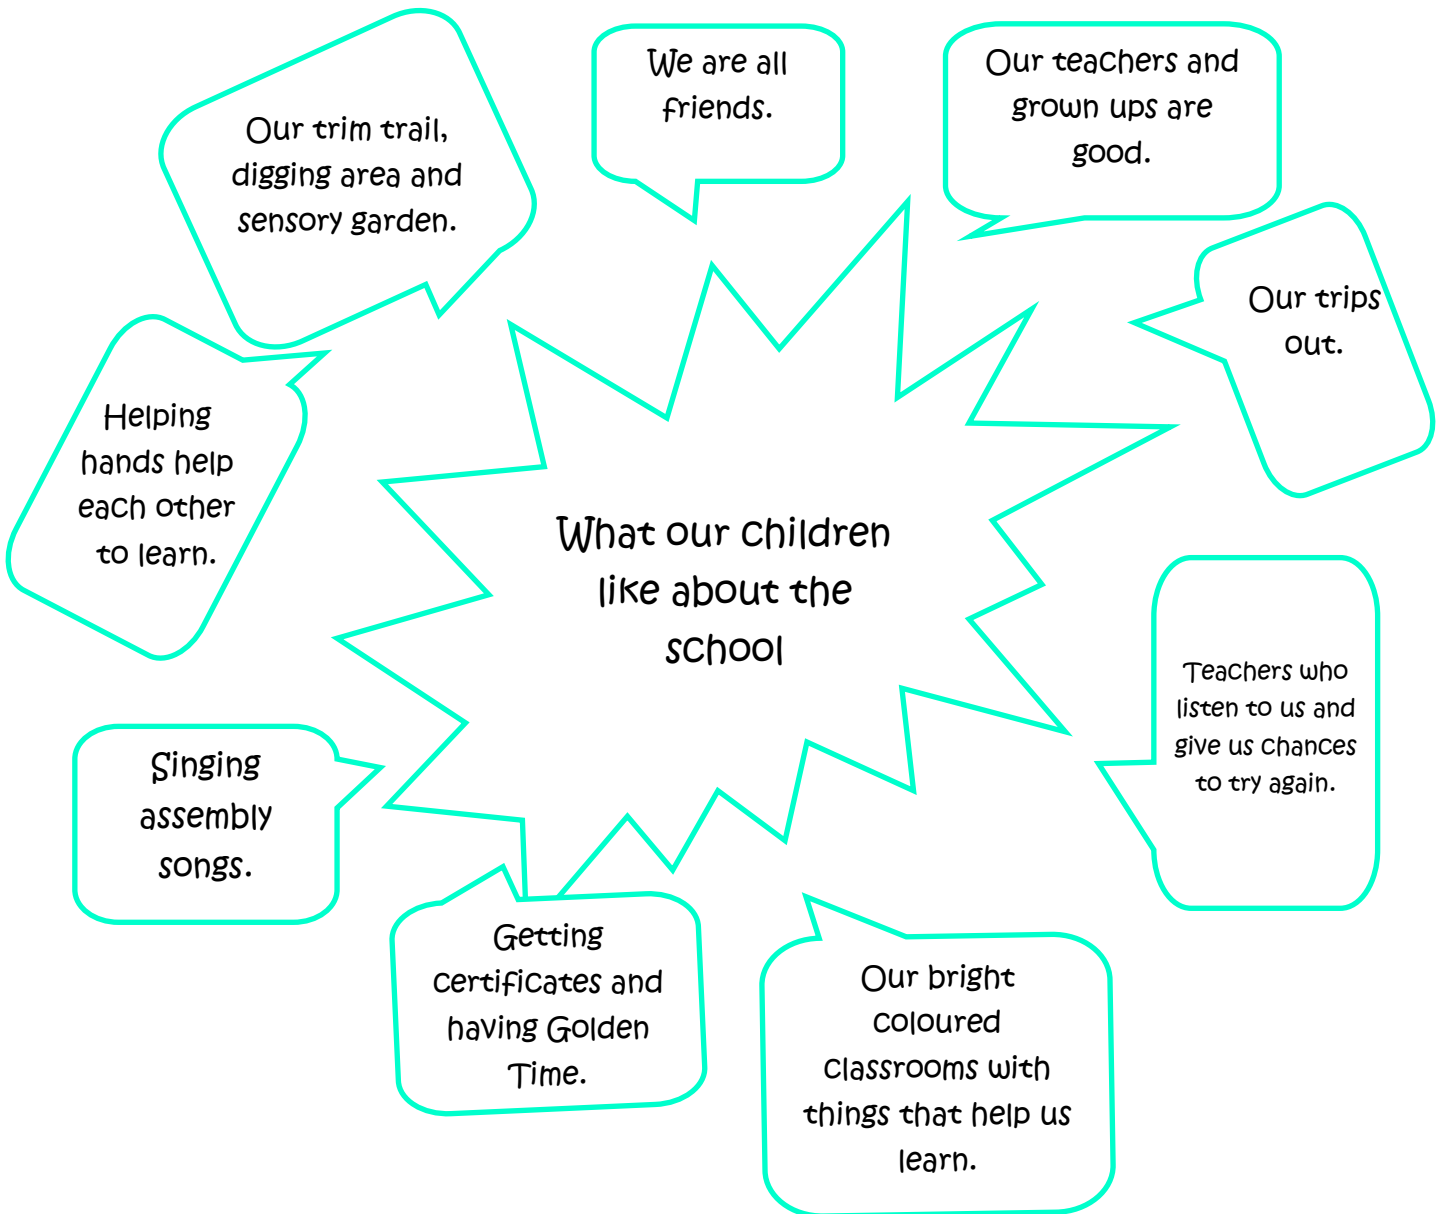 We are all
friends.
Our teachers and
grown ups are
good.
Our trim trail,
digging area and
sensory garden.
Our trips
out.
Helping
hands help
each other
to learn.
What our children
like about the
school
Teachers who
listen to us and
give us chances
to try again.
Singing
assembly
songs.
Getting
certificates and
having Golden
Time.
Our bright
coloured
classrooms with
things that help us
learn.